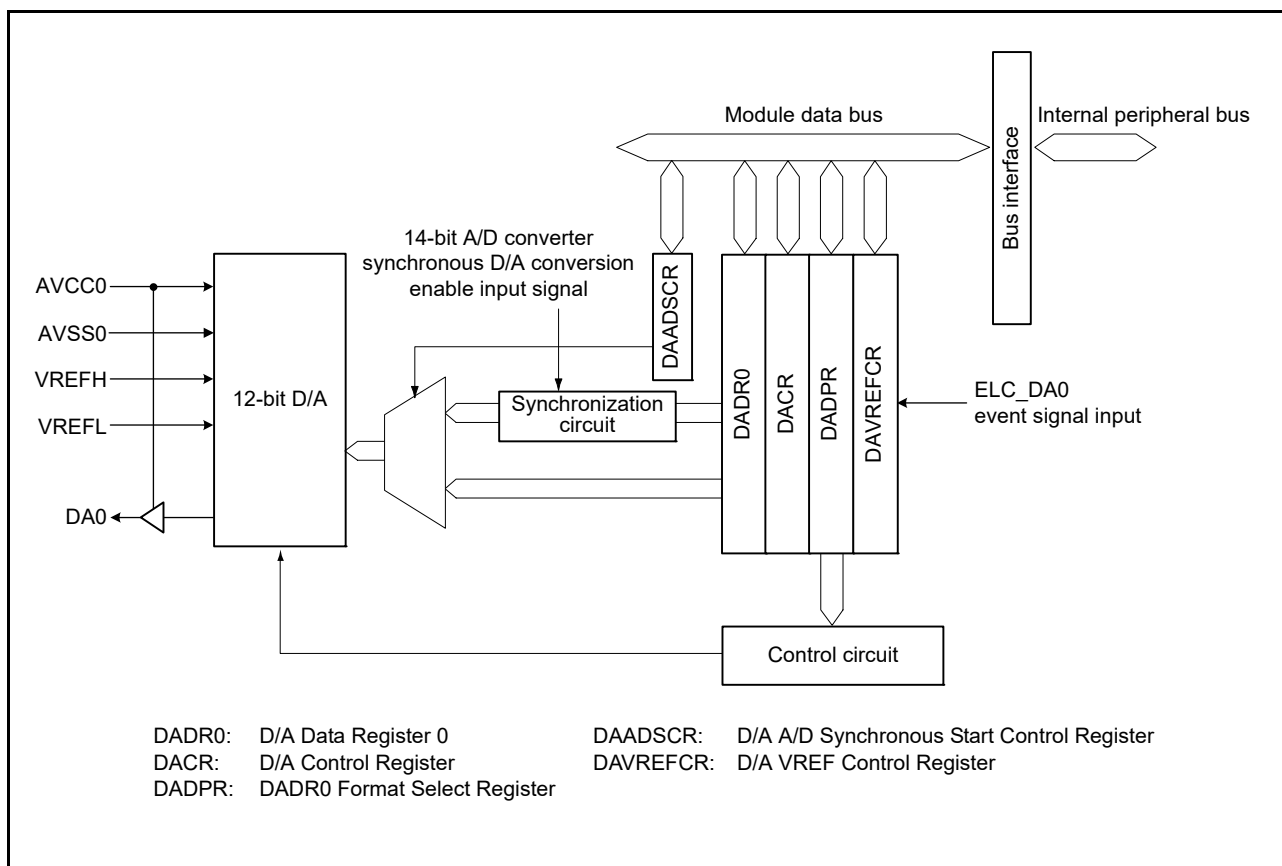 Module data bus
Internal peripheral bus
Bus interface
14-bit A/D converter
synchronous D/A conversion
enable input signal
AVCC0
AVSS0
VREFH
VREFL
DA0
12-bit D/A
DAADSCR
Synchronization
circuit
DADR0
DACR
DADPR
DAVREFCR
ELC_DA0
event signal input
Control circuit
DADR0: D/A Data Register 0
DACR: D/A Control Register
DADPR: DADR0 Format Select Register
DAADSCR: D/A A/D Synchronous Start Control Register
DAVREFCR: D/A VREF Control Register